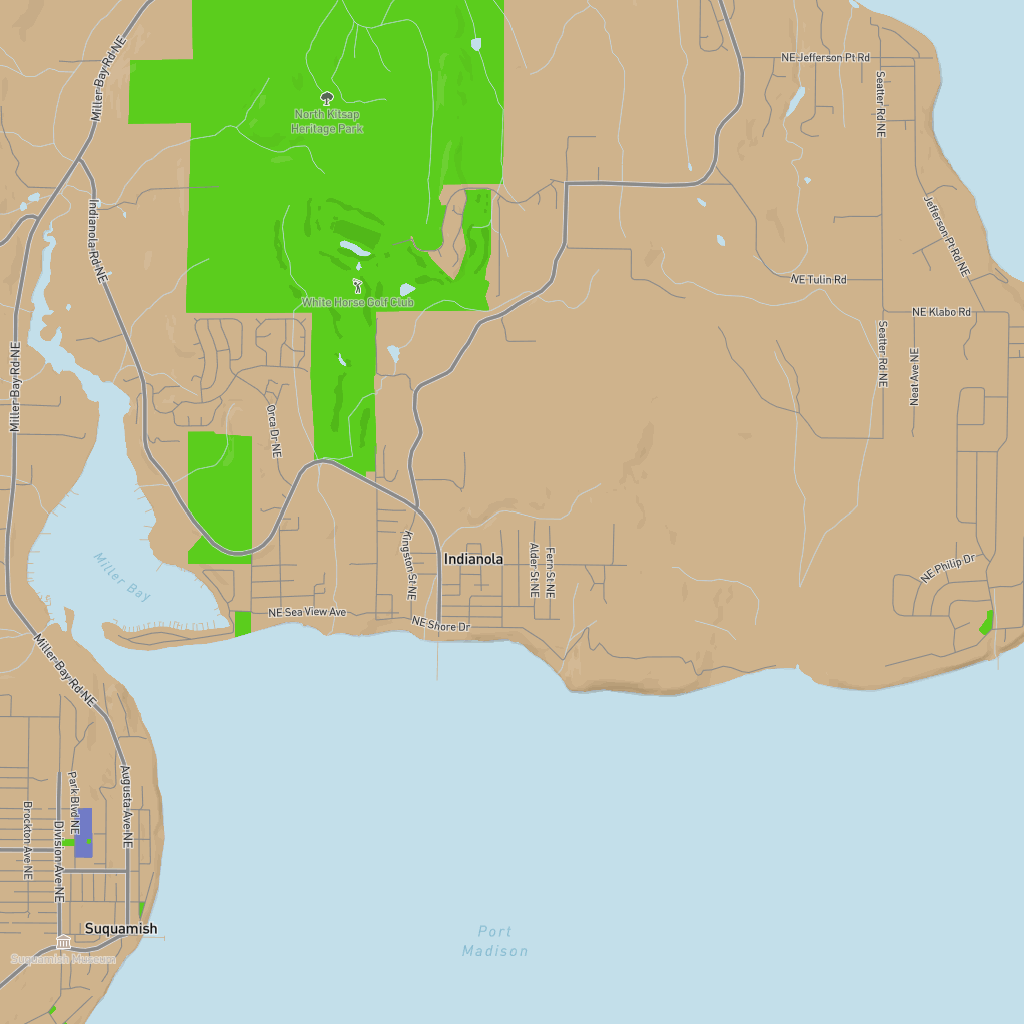 NE Jefferson Pt Rd
Miller Bay Rd NE
Seatter Rd NE
North Kitsap
Heritage Park
Indianola Rd NE
Jefferson Pt Rd NE
NE Tulin Rd
White Horse Golf Club
NE Klabo Rd
Miller Bay Rd NE
Seatter Rd NE
Neat Ave NE
Orca Dr NE
Indianola
Kingston St NE
Alder St NE
Fern St NE
NE Philip Dr
Miller Bay
NE Sea View Ave
NE Shore Dr
Miller Bay Rd NE
Park Blvd NE
Augusta Ave NE
Brockton Ave NE
Division Ave NE
Suquamish
Port
Madison
Suquamish Museum